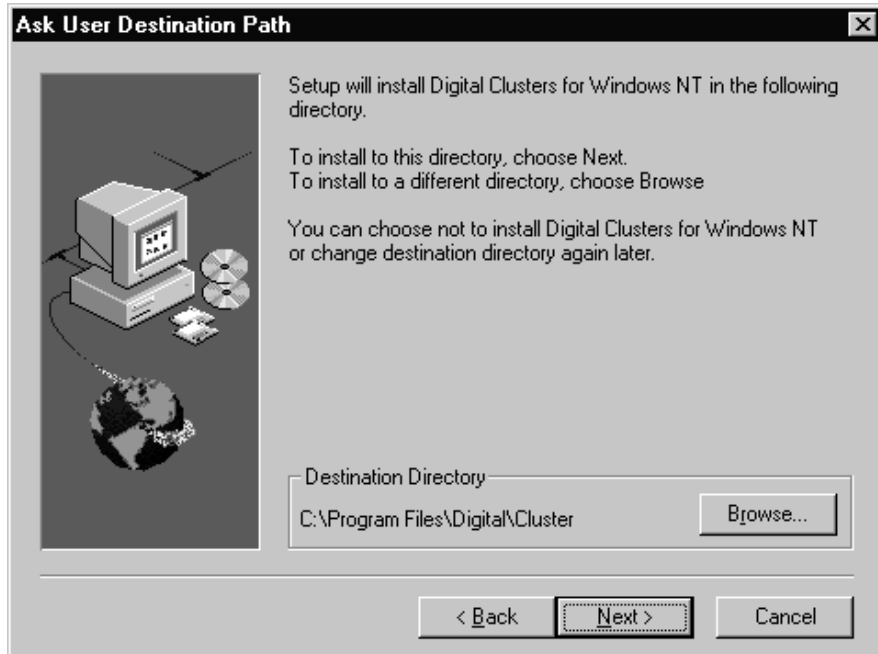 Ask User Destination Path
Setup will install Digital Clusters for Windows NT in the following
directory.
To install to this directory, choose Next.
To install to a different directory, choose Browse
You can choose not to install Digital Clusters for Windows NT
or change destination directory again later.
Destination Directory
C:\Program Files\Digital\Cluster
Browse...
< Back
Next >
Cancel